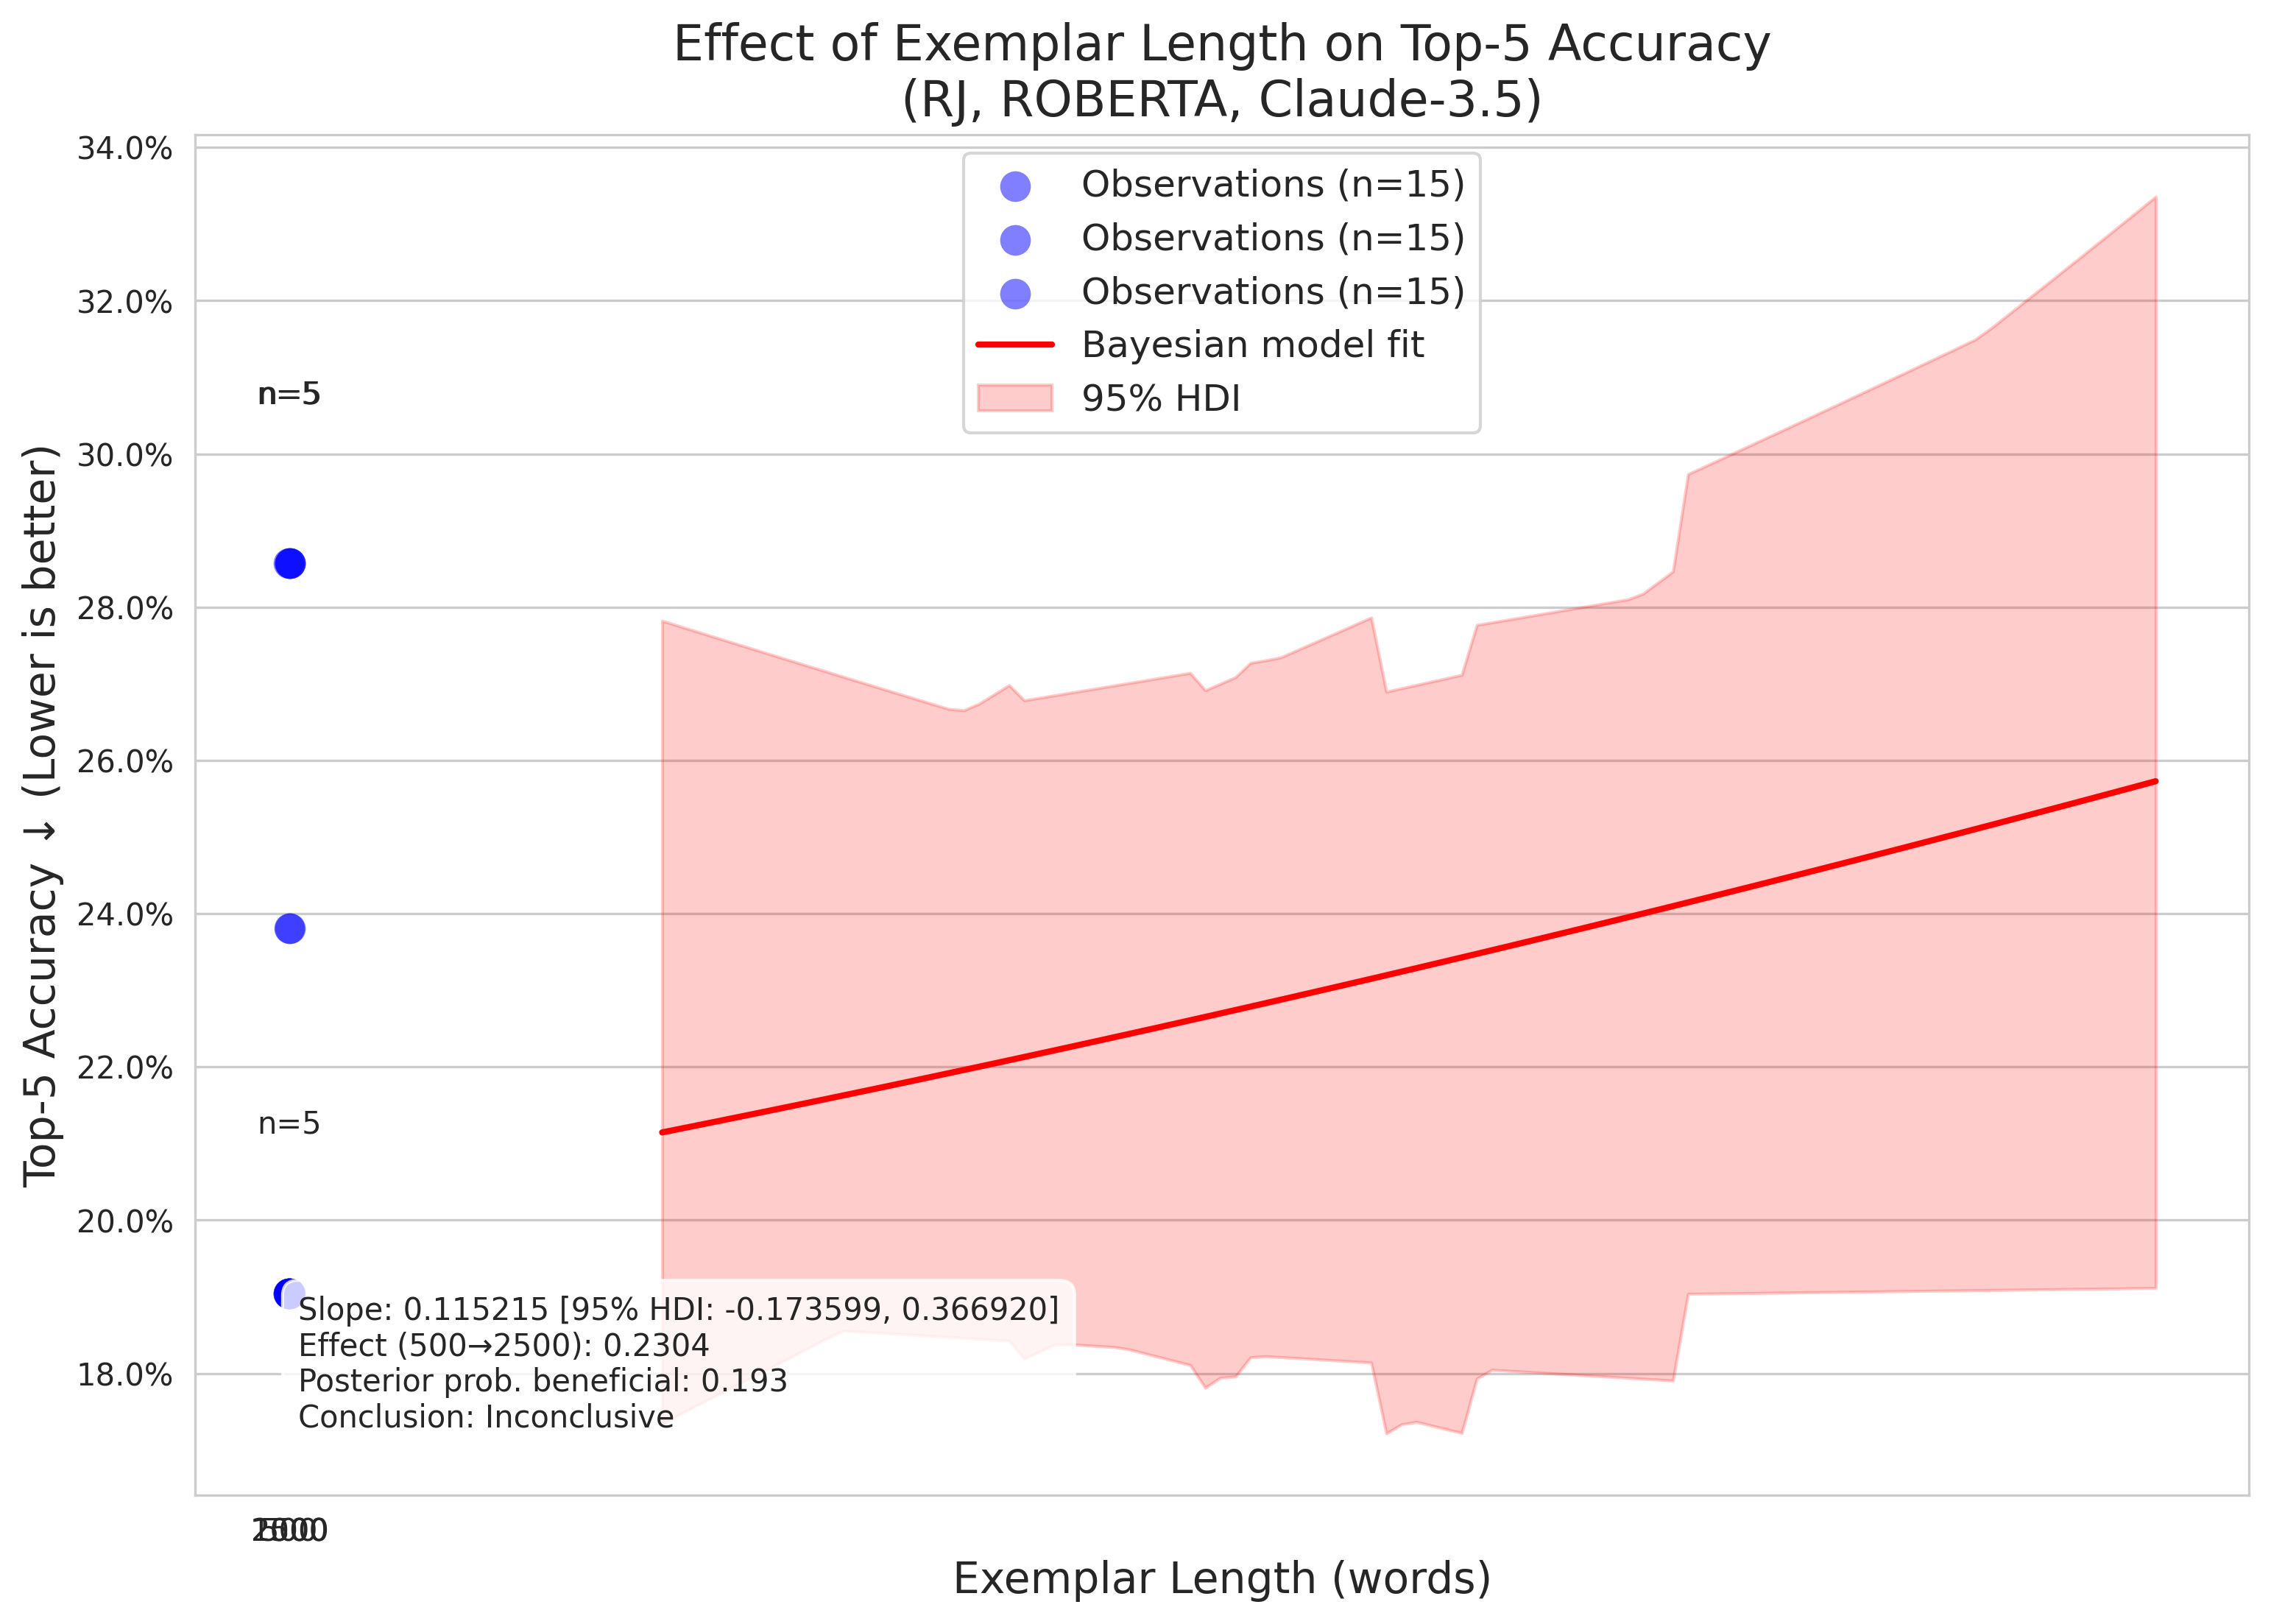 Effect of Exemplar Length on Top-5 Accuracy
(RJ, ROBERTA, Claude-3.5)
Top-5 Accuracy ↓ (Lower is better)
34.0%
32.0%
30.0%
28.0%
26.0%
24.0%
22.0%
20.0%
18.0%
Observations (n=15)
Observations (n=15)
Observations (n=15)
Bayesian model fit
95% HDI
n=5
n=5
Slope: 0.115215 [95% HDI: -0.173599, 0.366920]
Effect (500→2500): 0.2304
Posterior prob. beneficial: 0.193
Conclusion: Inconclusive
Exemplar Length (words)